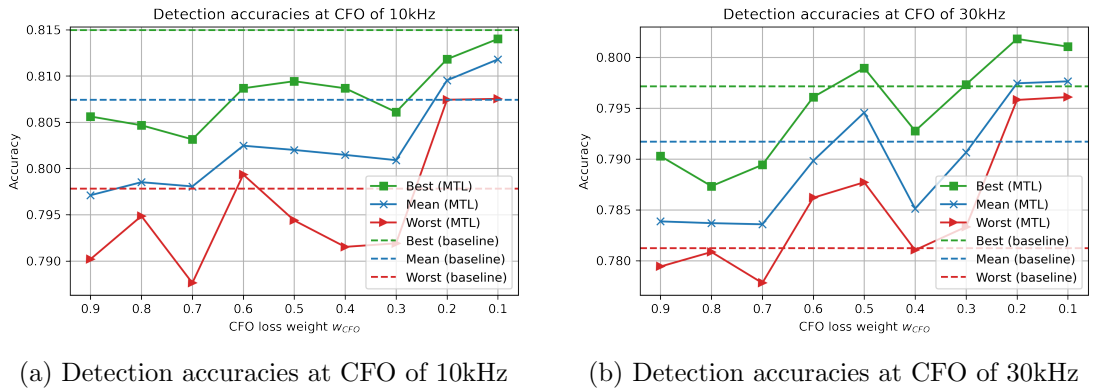 Detection accuracies at CFO of 10kHz
0.815
0.810
0.805
0.800
0.795
0.790
Accuracy
Best (MTL)
Mean (MTL)
Worst (MTL)
Best (baseline)
Mean (baseline)
Worst (baseline)
0.9 0.8 0.7 0.6 0.5 0.4 0.3 0.2 0.1
CFO loss weight w_CFO
(a) Detection accuracies at CFO of 10kHz
Detection accuracies at CFO of 30kHz
0.800
0.795
0.790
0.785
0.780
Accuracy
Best (MTL)
Mean (MTL)
Worst (MTL)
Best (baseline)
Mean (baseline)
Worst (baseline)
0.9 0.8 0.7 0.6 0.5 0.4 0.3 0.2 0.1
CFO loss weight w_CFO
(b) Detection accuracies at CFO of 30kHz